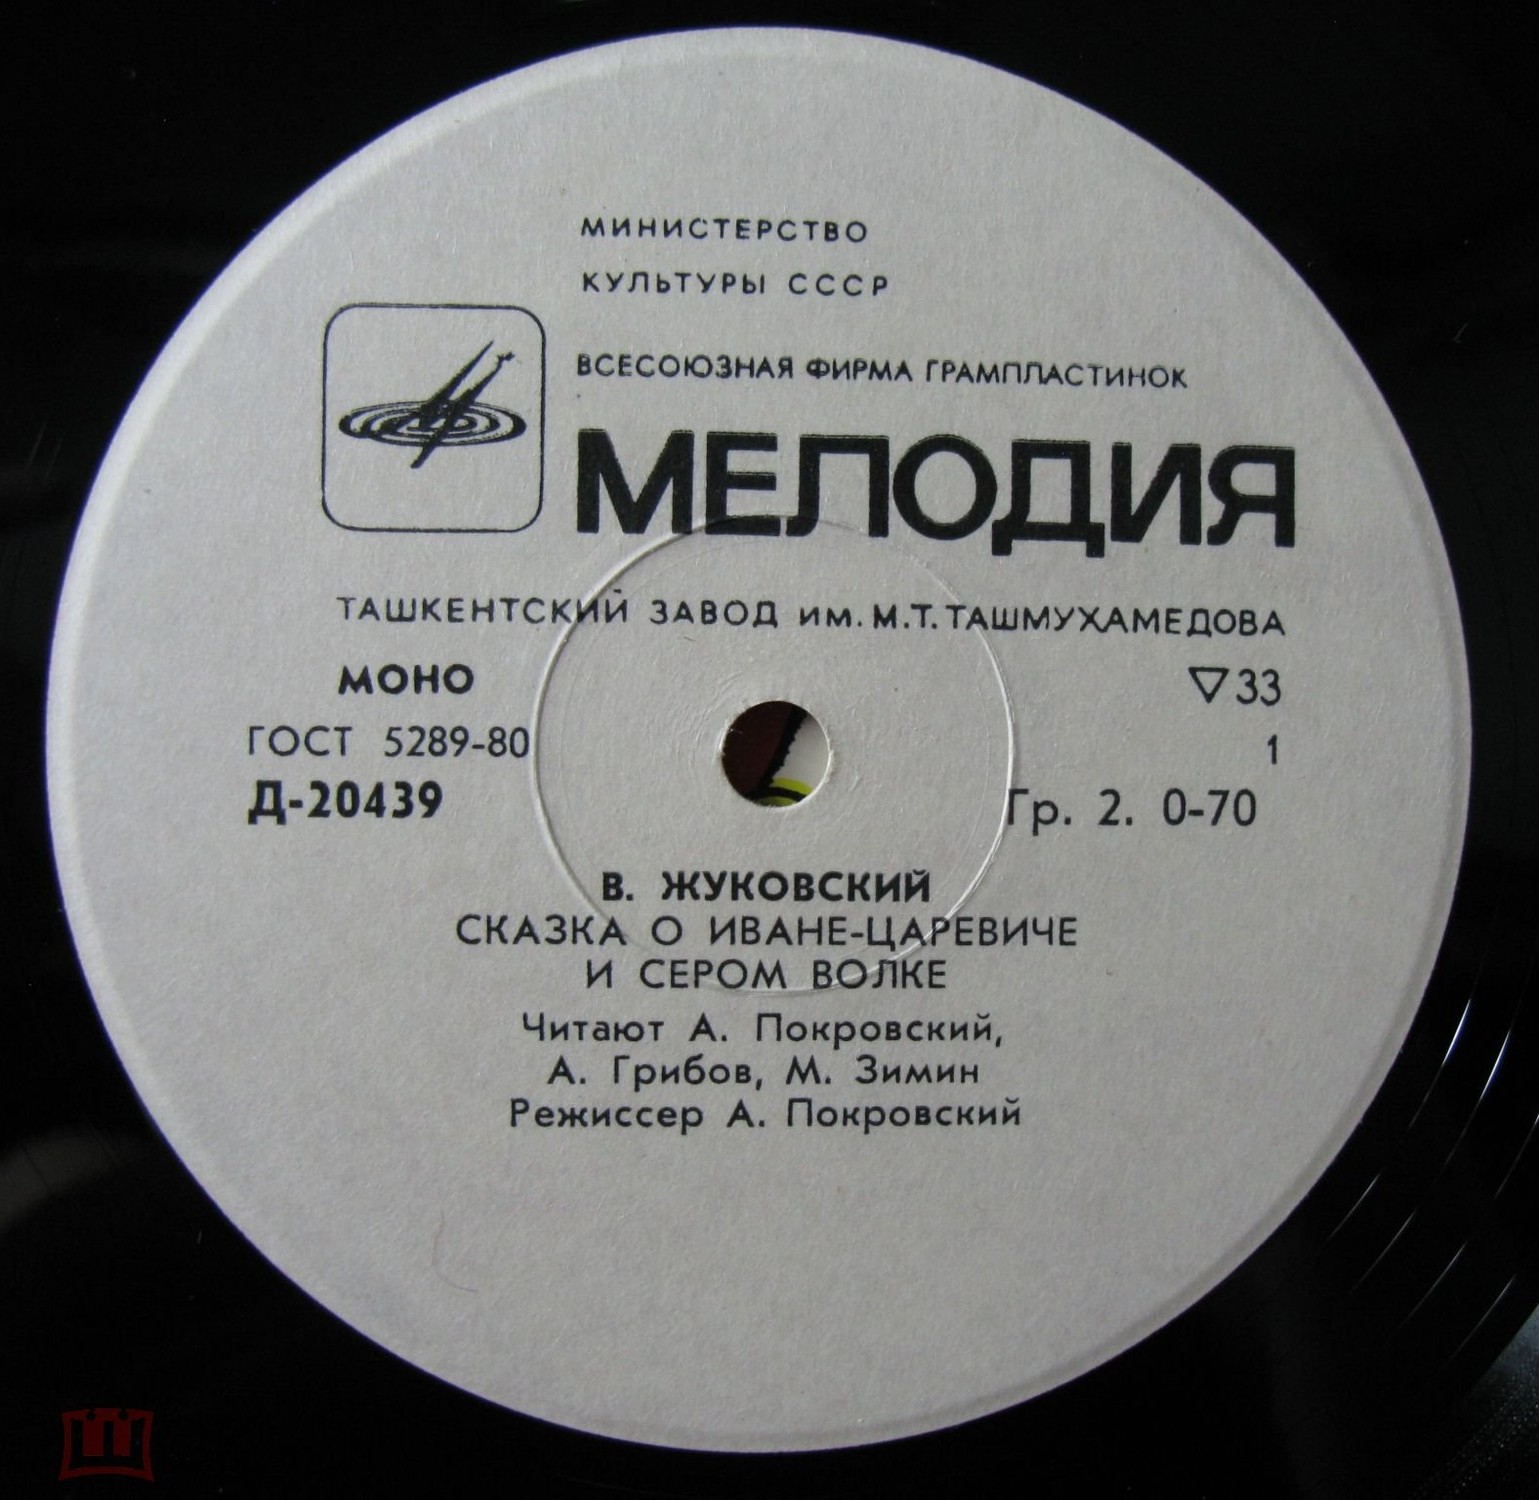 МИНИСТЕРСТВО
КУЛЬТУРЫ СССР
ВСЕСОЮЗНАЯ ФИРМА ГРАМПЛАСТИНОК
МЕЛОДИЯ
ТАШКЕНТСКИЙ ЗАВОД им. М.Т. ТАШМУХАМЕДОВА
МОНО ▽33
ГОСТ 5289-80 1
Д-20439 Гр. 2. 0-70
В. ЖУКОВСКИЙ
СКАЗКА О ИВАНЕ-ЦАРЕВИЧЕ
И СЕРОМ ВОЛКЕ
Читают А. Покровский,
А. Грибов, М. Зимин
Режиссер А. Покровский